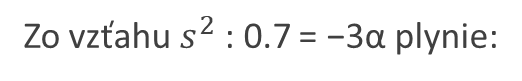 Zo vzťahu s² : 0.7 = −3α plynie: